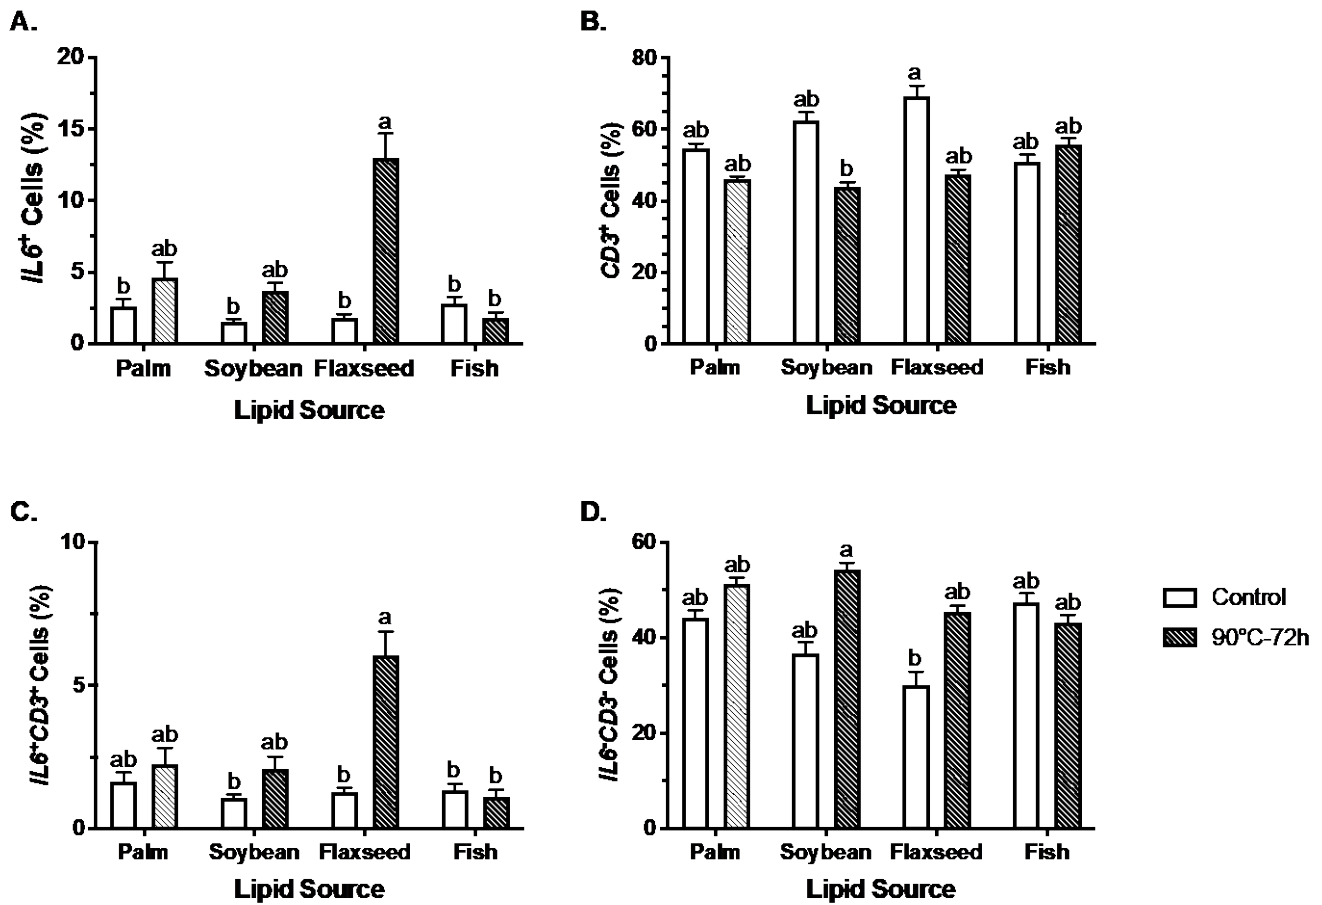 A.
20
15
10
5
0
IL6+ Cells (%)
b
ab
b
ab
b
a
b
b
Palm Soybean Flaxseed Fish
Lipid Source
B.
80
60
40
20
0
CD3+ Cells (%)
ab
ab
ab
b
a
ab
ab
ab
Palm Soybean Flaxseed Fish
Lipid Source
C.
10
5
0
IL6+CD3+ Cells (%)
ab
ab
b
ab
b
a
b
b
Palm Soybean Flaxseed Fish
Lipid Source
D.
60
40
20
0
IL6-CD3- Cells (%)
ab
ab
ab
a
b
ab
ab
ab
Palm Soybean Flaxseed Fish
Lipid Source
Control
90°C-72h